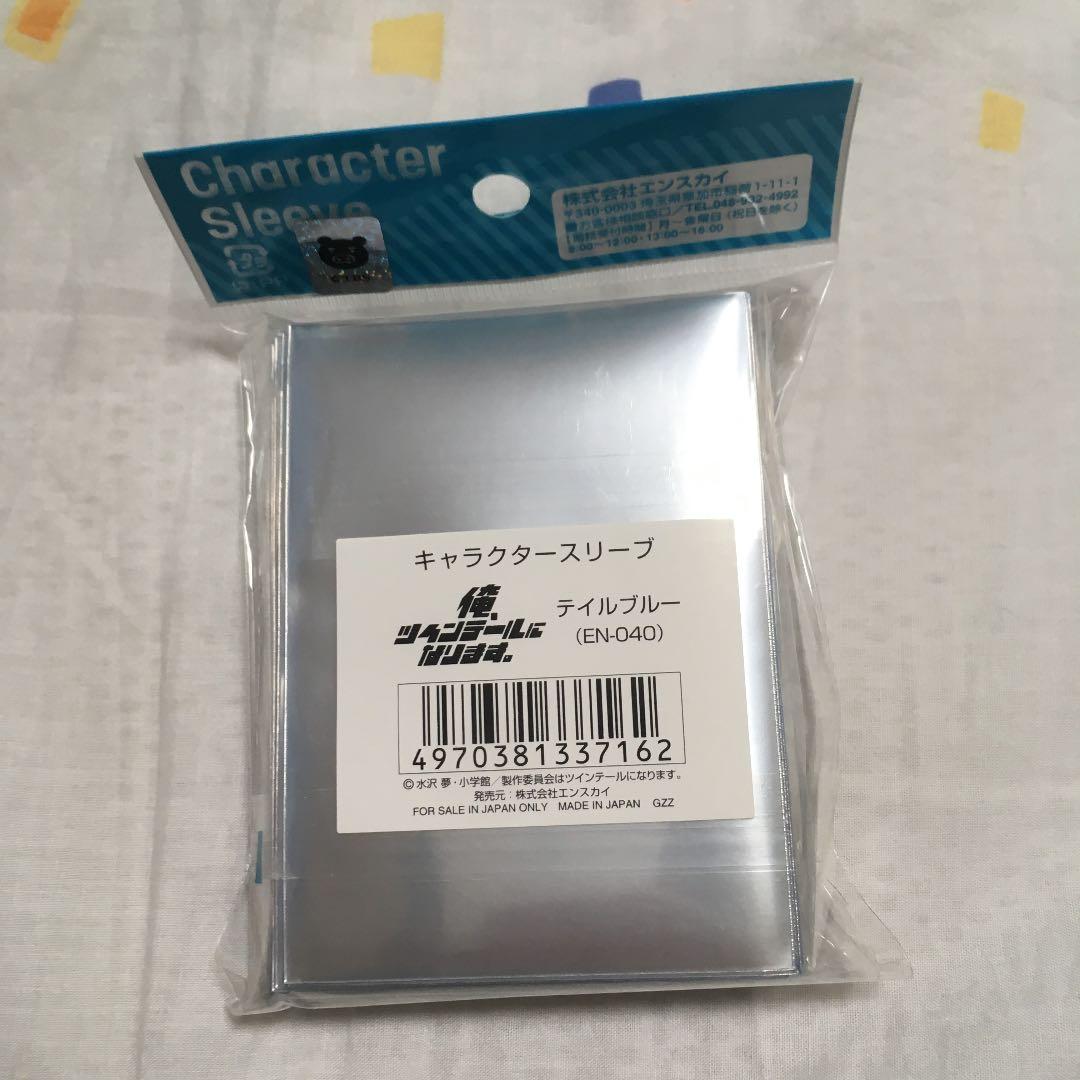 Character
Sleeve
株式会社エンスカイ
キャラクタースリーブ
俺、
ツインテールに
なります。
テイルブルー
(EN-040)
4970381337162
© 水沢 夢・小学館／製作委員会はツインテールになります。
発売元：株式会社エンスカイ
FOR SALE IN JAPAN ONLY MADE IN JAPAN GZZ